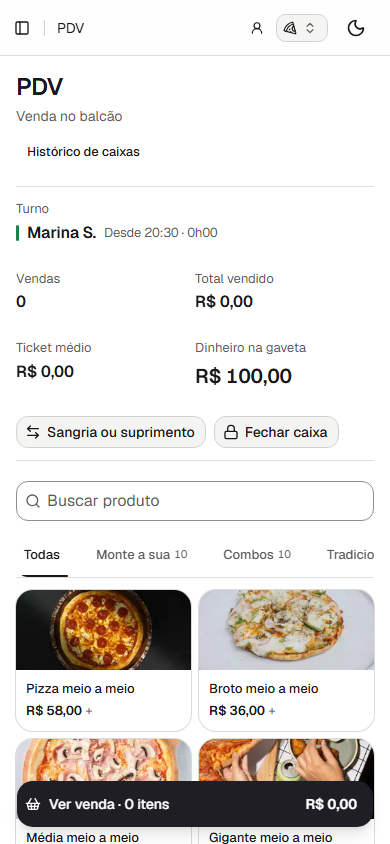 PDV
PDV
Venda no balcão
Histórico de caixas
Turno
Marina S. Desde 20:30 · 0h00
Vendas
0
Total vendido
R$ 0,00
Ticket médio
R$ 0,00
Dinheiro na gaveta
R$ 100,00
Sangria ou suprimento
Fechar caixa
Buscar produto
Todas Monte a sua 10 Combos 10 Tradicio
Pizza meio a meio
R$ 58,00 +
Broto meio a meio
R$ 36,00 +
Ver venda · 0 itens R$ 0,00
Média meio a meio
Gigante meio a meio